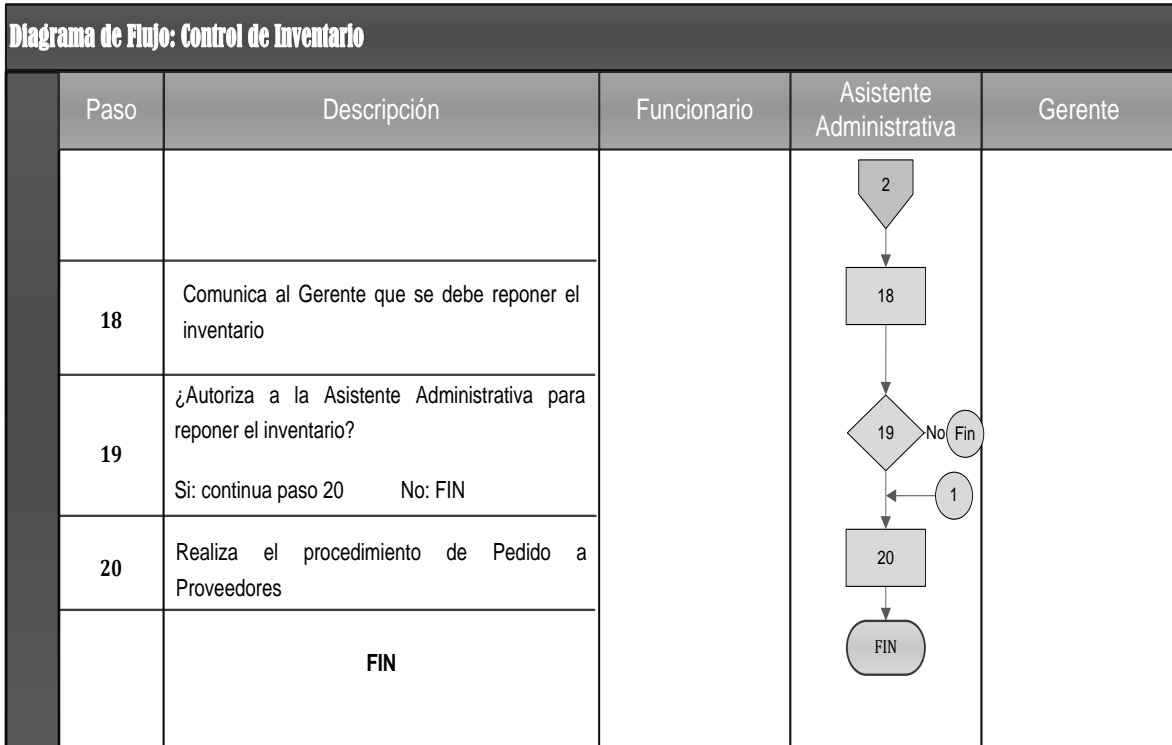 Diagrama de Flujo: Control de Inventario
Paso
Descripción
Funcionario
Asistente
Administrativa
Gerente
2
18
Comunica al Gerente que se debe reponer el
inventario
18
19
¿Autoriza a la Asistente Administrativa para
reponer el inventario?
Si: continua paso 20 No: FIN
19
No
Fin
1
20
Realiza el procedimiento de Pedido a
Proveedores
20
FIN
FIN